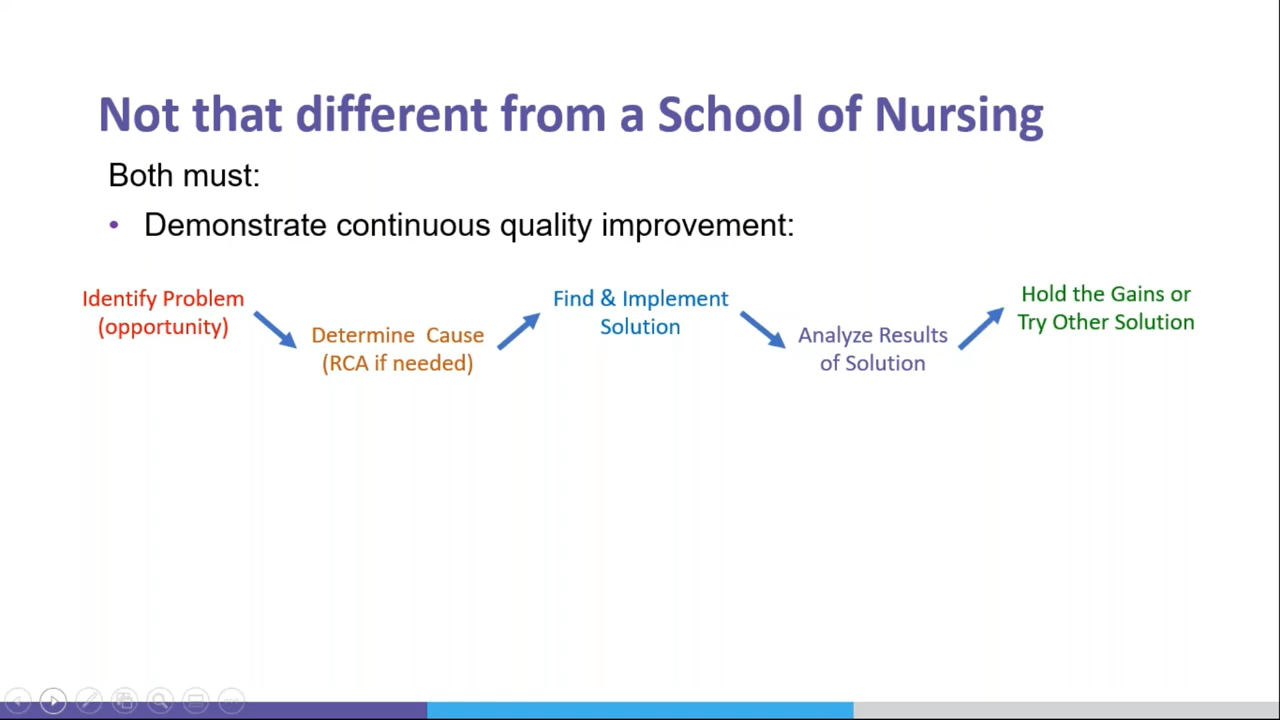 Not that different from a School of Nursing
Both must:
• Demonstrate continuous quality improvement:
Identify Problem
(opportunity)
Determine Cause
(RCA if needed)
Find & Implement
Solution
Analyze Results
of Solution
Hold the Gains or
Try Other Solution